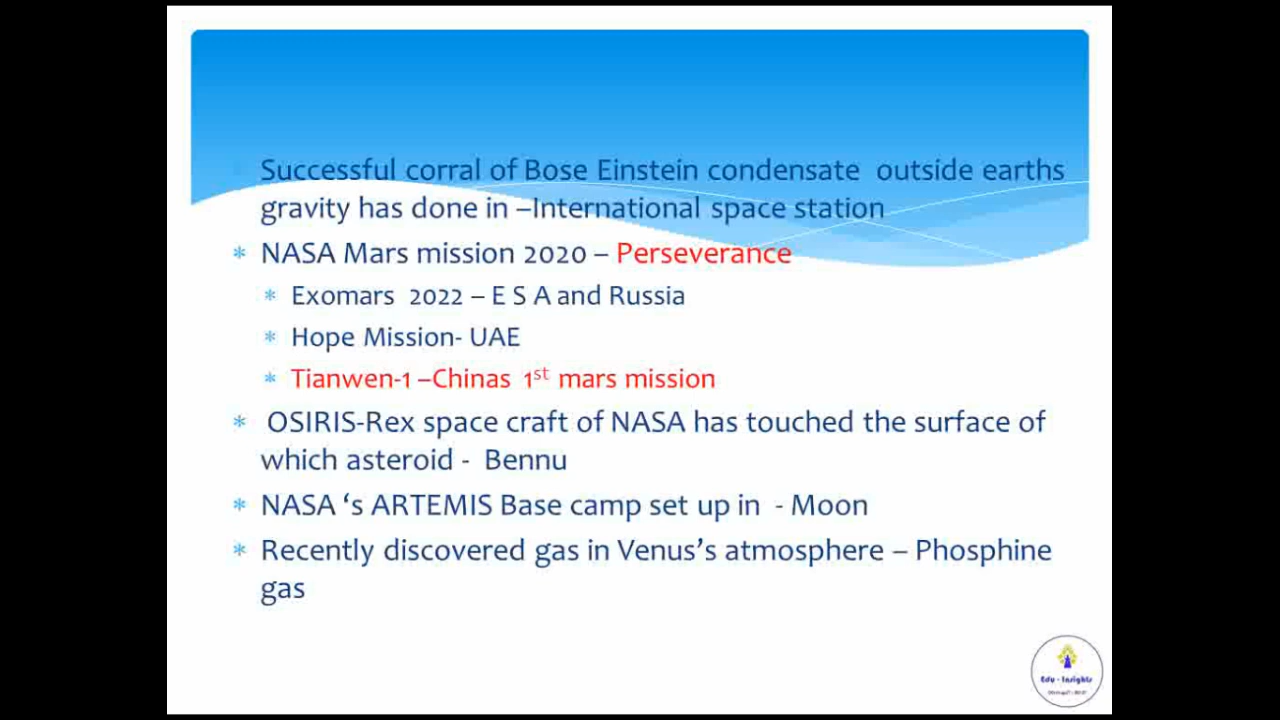 Successful corral of Bose Einstein condensate outside earths
gravity has done in –International space station
* NASA Mars mission 2020 – Perseverance
* Exomars 2022 – E S A and Russia
* Hope Mission- UAE
* Tianwen-1 –Chinas 1st mars mission
* OSIRIS-Rex space craft of NASA has touched the surface of
which asteroid - Bennu
* NASA ‘s ARTEMIS Base camp set up in - Moon
* Recently discovered gas in Venus’s atmosphere – Phosphine
gas
Edu - Insights